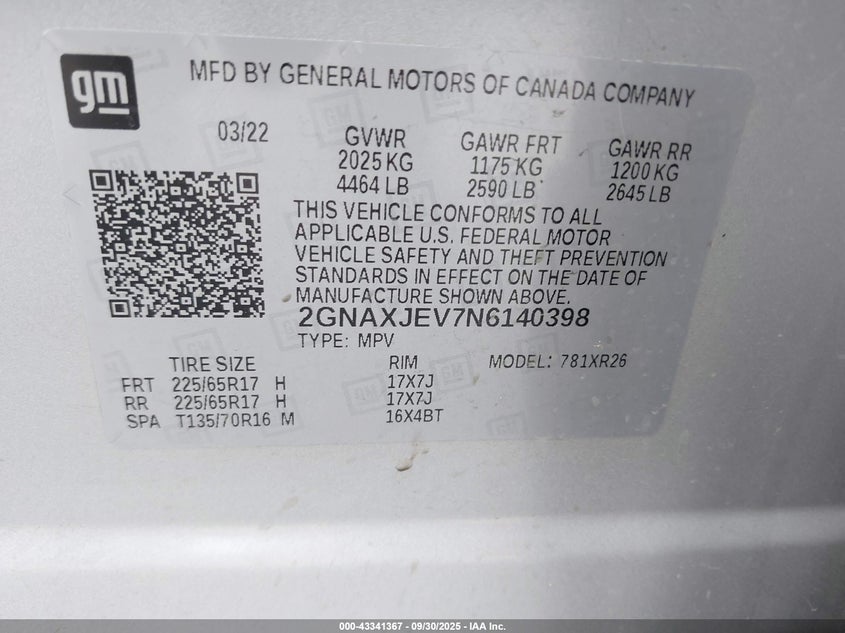 gm
MFD BY GENERAL MOTORS OF CANADA COMPANY
03/22 GVWR GAWR FRT GAWR RR
2025 KG 1175 KG 1200 KG
4464 LB 2590 LB 2645 LB
THIS VEHICLE CONFORMS TO ALL
APPLICABLE U.S. FEDERAL MOTOR
VEHICLE SAFETY AND THEFT PREVENTION
STANDARDS IN EFFECT ON THE DATE OF
MANUFACTURE SHOWN ABOVE.
2GNAXJEV7N6140398
TYPE: MPV
TIRE SIZE RIM MODEL: 781XR26
FRT 225/65R17 H 17X7J
RR 225/65R17 H 17X7J
SPA T135/70R16 M 16X4BT
000-43341367 - 09/30/2025 - IAA Inc.